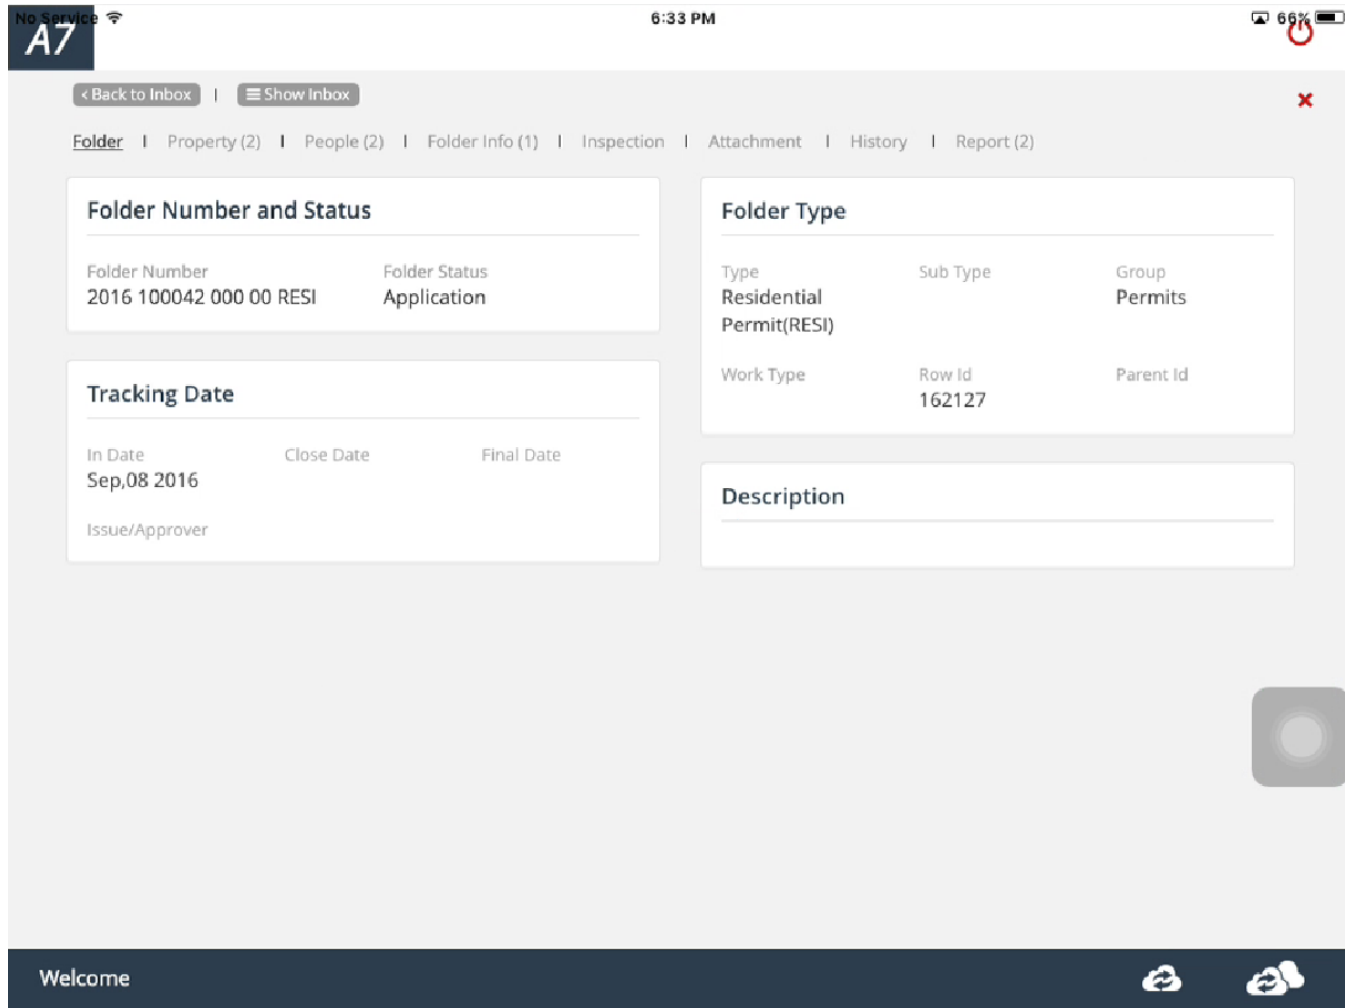 No Service 6:33 PM 66%
A7
< Back to Inbox | Show Inbox
Folder | Property (2) | People (2) | Folder Info (1) | Inspection | Attachment | History | Report (2)
Folder Number and Status
Folder Number Folder Status
2016 100042 000 00 RESI Application
Tracking Date
In Date Close Date Final Date
Sep,08 2016
Issue/Approver
Folder Type
Type Sub Type Group
Residential Permits
Permit(RESI)
Work Type Row Id Parent Id
162127
Description
Welcome